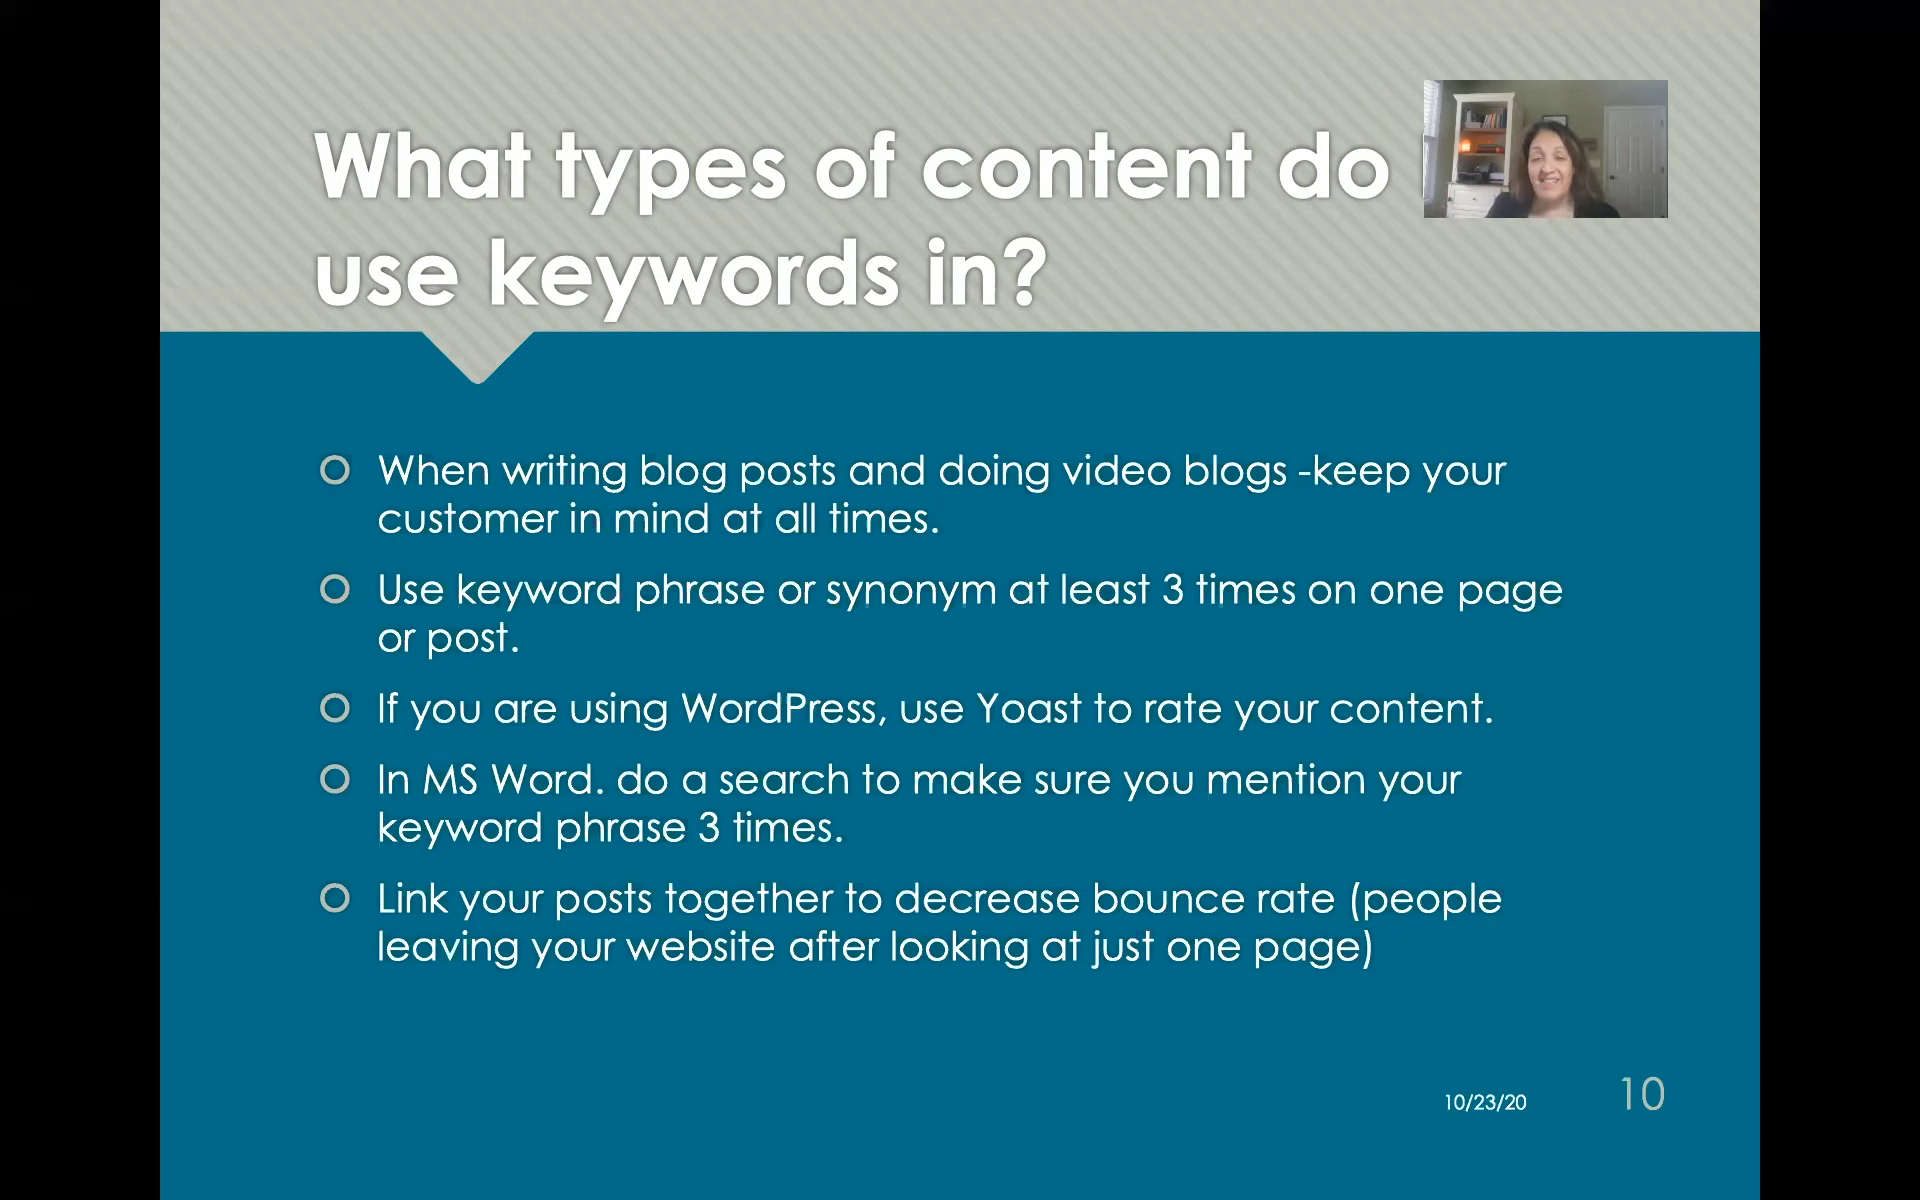 What types of content do
use keywords in?
When writing blog posts and doing video blogs -keep your
customer in mind at all times.
Use keyword phrase or synonym at least 3 times on one page
or post.
If you are using WordPress, use Yoast to rate your content.
In MS Word. do a search to make sure you mention your
keyword phrase 3 times.
Link your posts together to decrease bounce rate (people
leaving your website after looking at just one page)
10/23/20
10